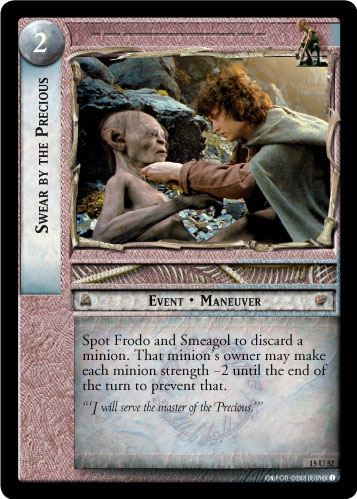 2
Swear by the Precious
Event • Maneuver
Spot Frodo and Smeagol to discard a
minion. That minion's owner may make
each minion strength –2 until the end of
the turn to prevent that.
"'I will serve the master of the Precious.'"
15 U 52